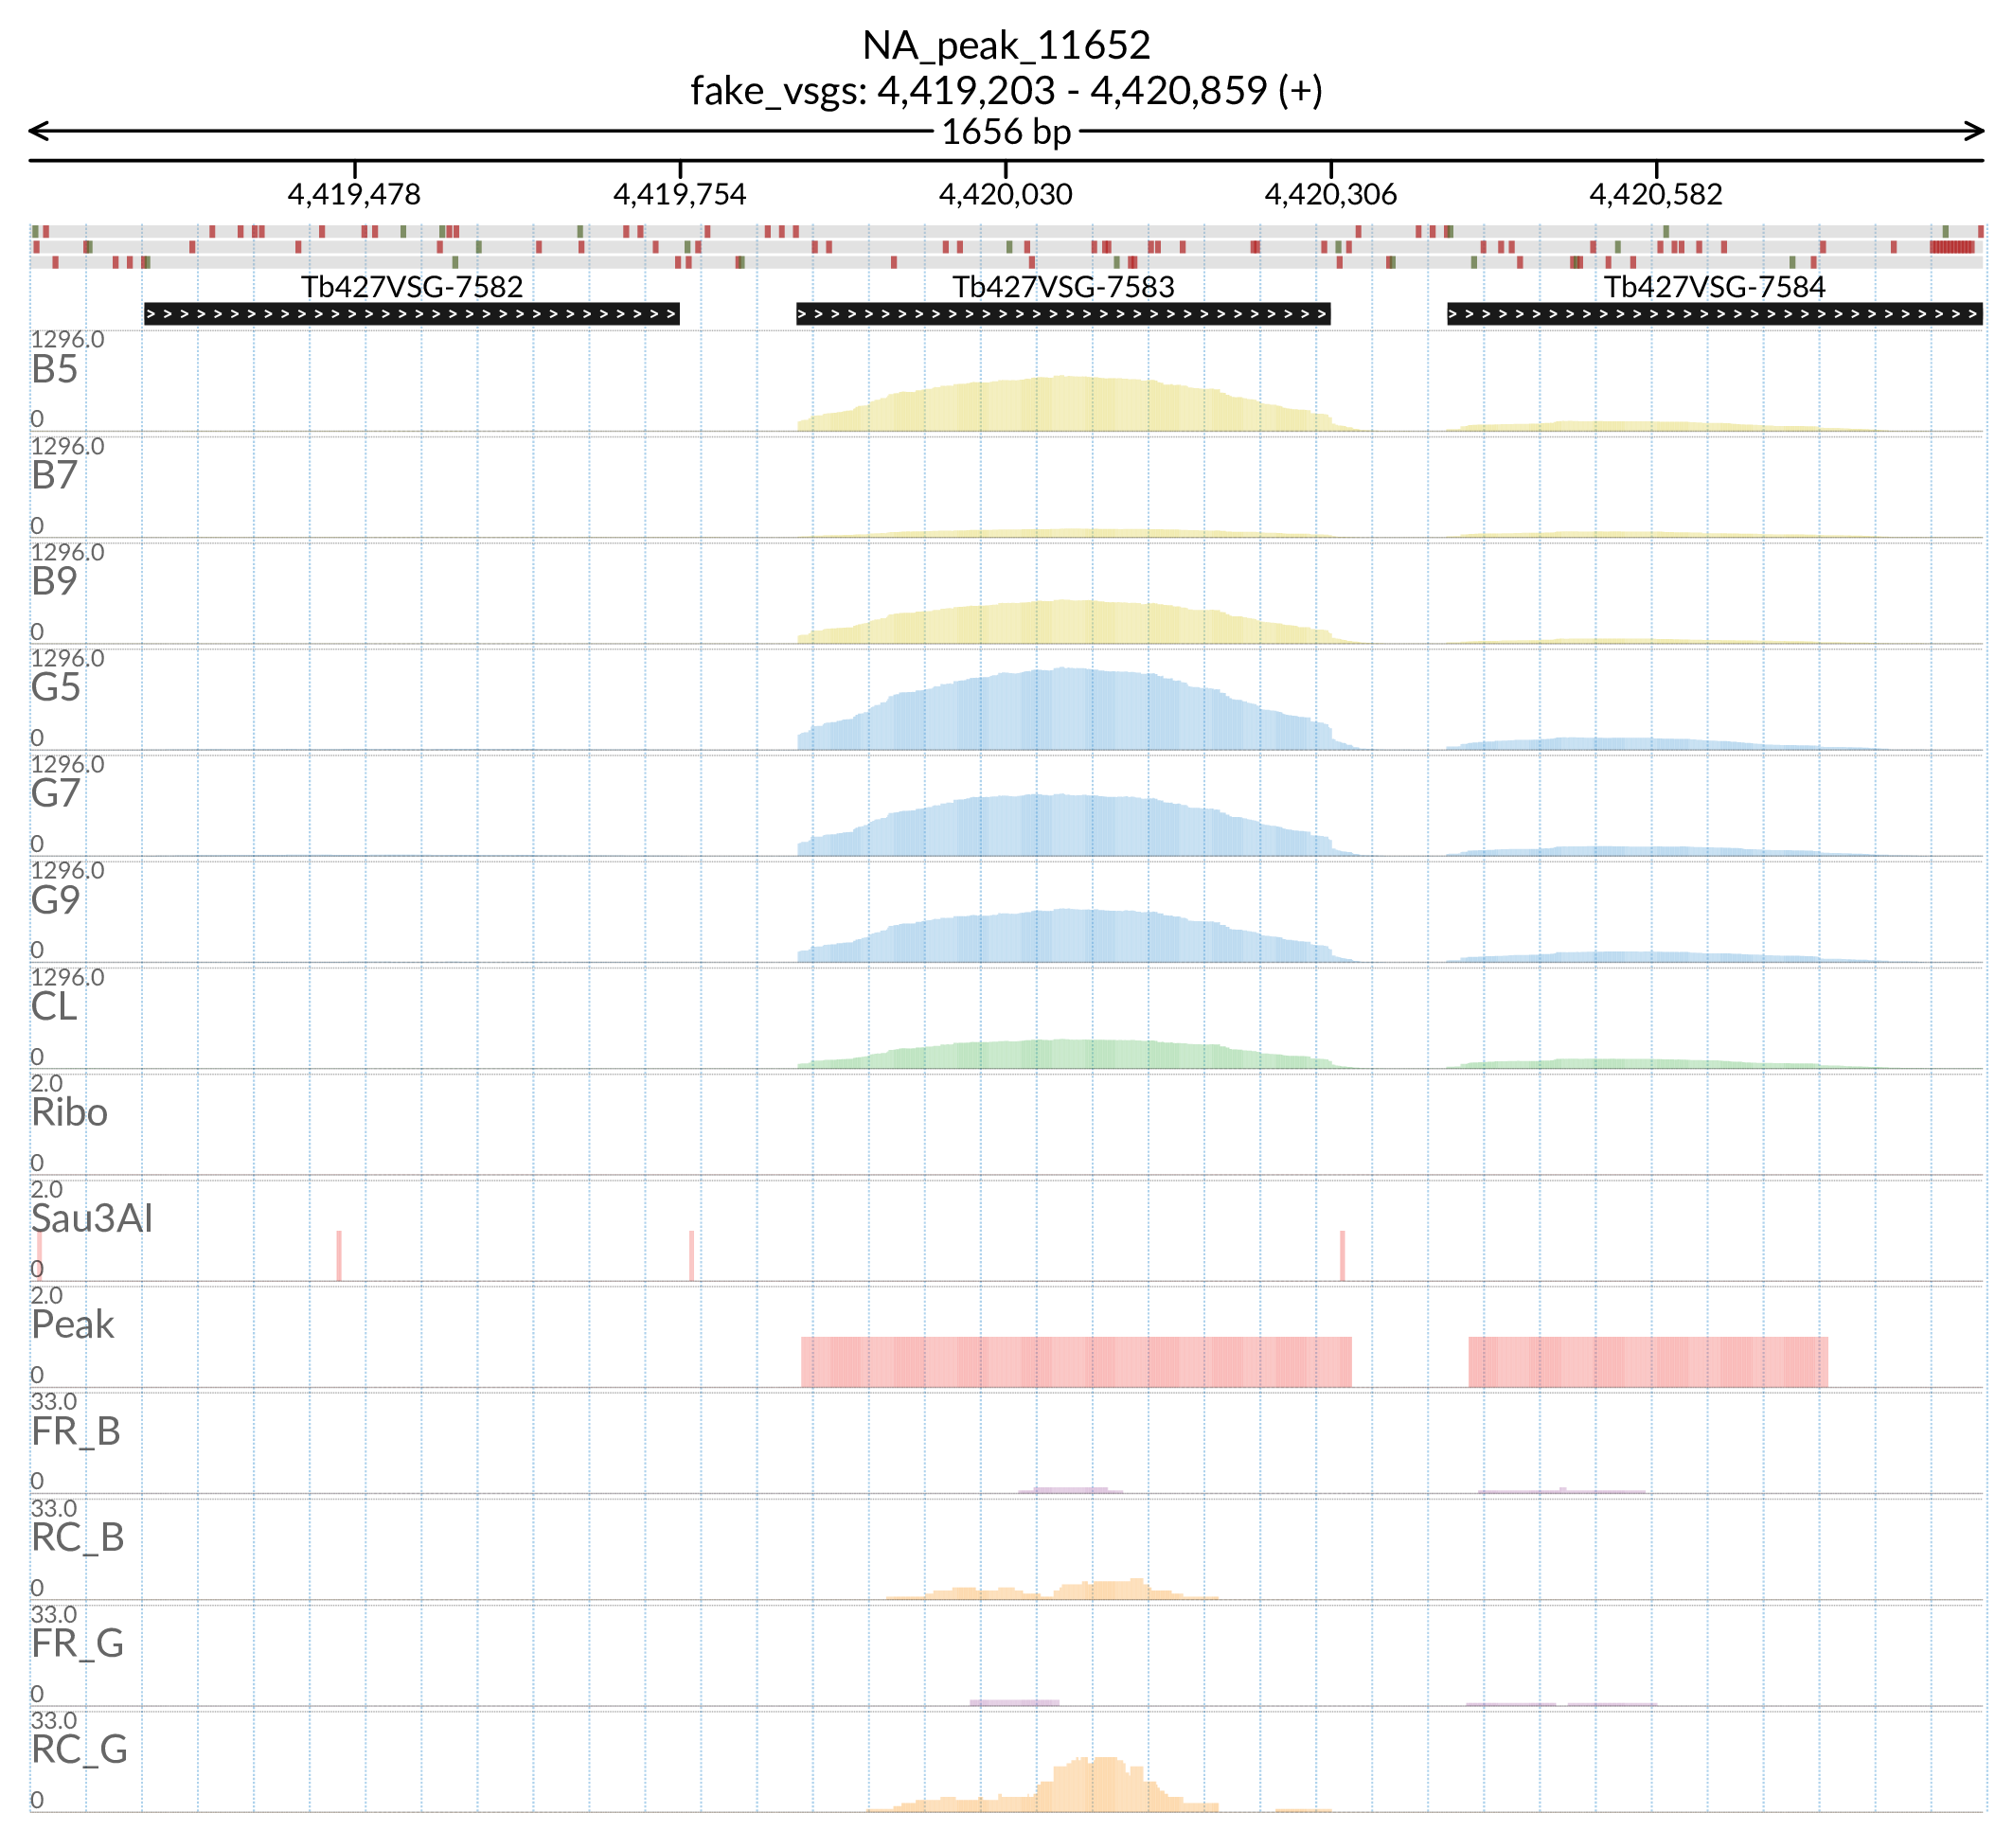 NA_peak_11652
fake_vsgs: 4,419,203 - 4,420,859 (+)
1656 bp
4,419,478 4,419,754 4,420,030 4,420,306 4,420,582
Tb427VSG-7582 Tb427VSG-7583 Tb427VSG-7584
> > > > > > > > > > > > > > > > > > > > > > > > > > > > > > > > > > > > > > > > > > > > > > > > > > > > > > > > > > > > > > > > > > > > > > > > > > > > > > > > > > > > > > > > > > > > > > > >
1296.0
B5
0
1296.0
B7
0
1296.0
B9
0
1296.0
G5
0
1296.0
G7
0
1296.0
G9
0
1296.0
CL
0
2.0
Ribo
0
2.0
Sau3AI
0
2.0
Peak
0
33.0
FR_B
0
33.0
RC_B
0
33.0
FR_G
0
33.0
RC_G
0